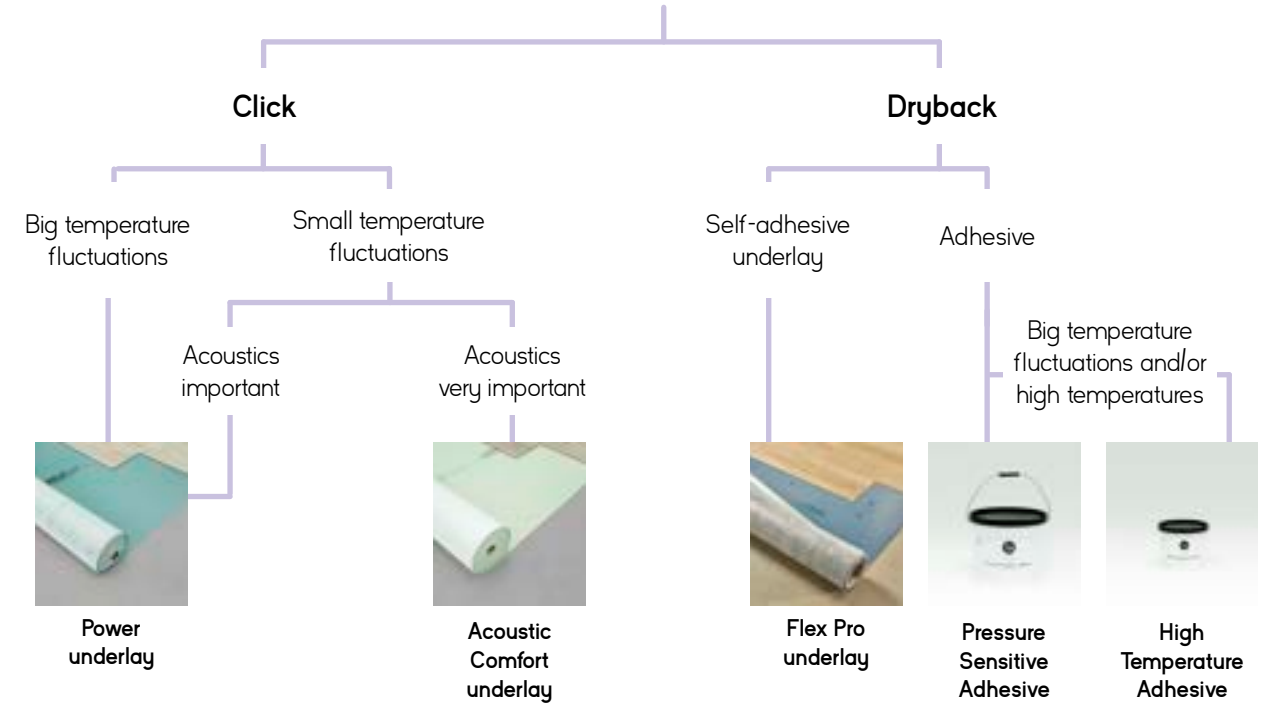 Click
Dryback
Big temperature
fluctuations
Small temperature
fluctuations
Self-adhesive
underlay
Adhesive
Acoustics
important
Acoustics
very important
Big temperature
fluctuations and/or
high temperatures
Power
underlay
Acoustic
Comfort
underlay
Flex Pro
underlay
Pressure
Sensitive
Adhesive
High
Temperature
Adhesive